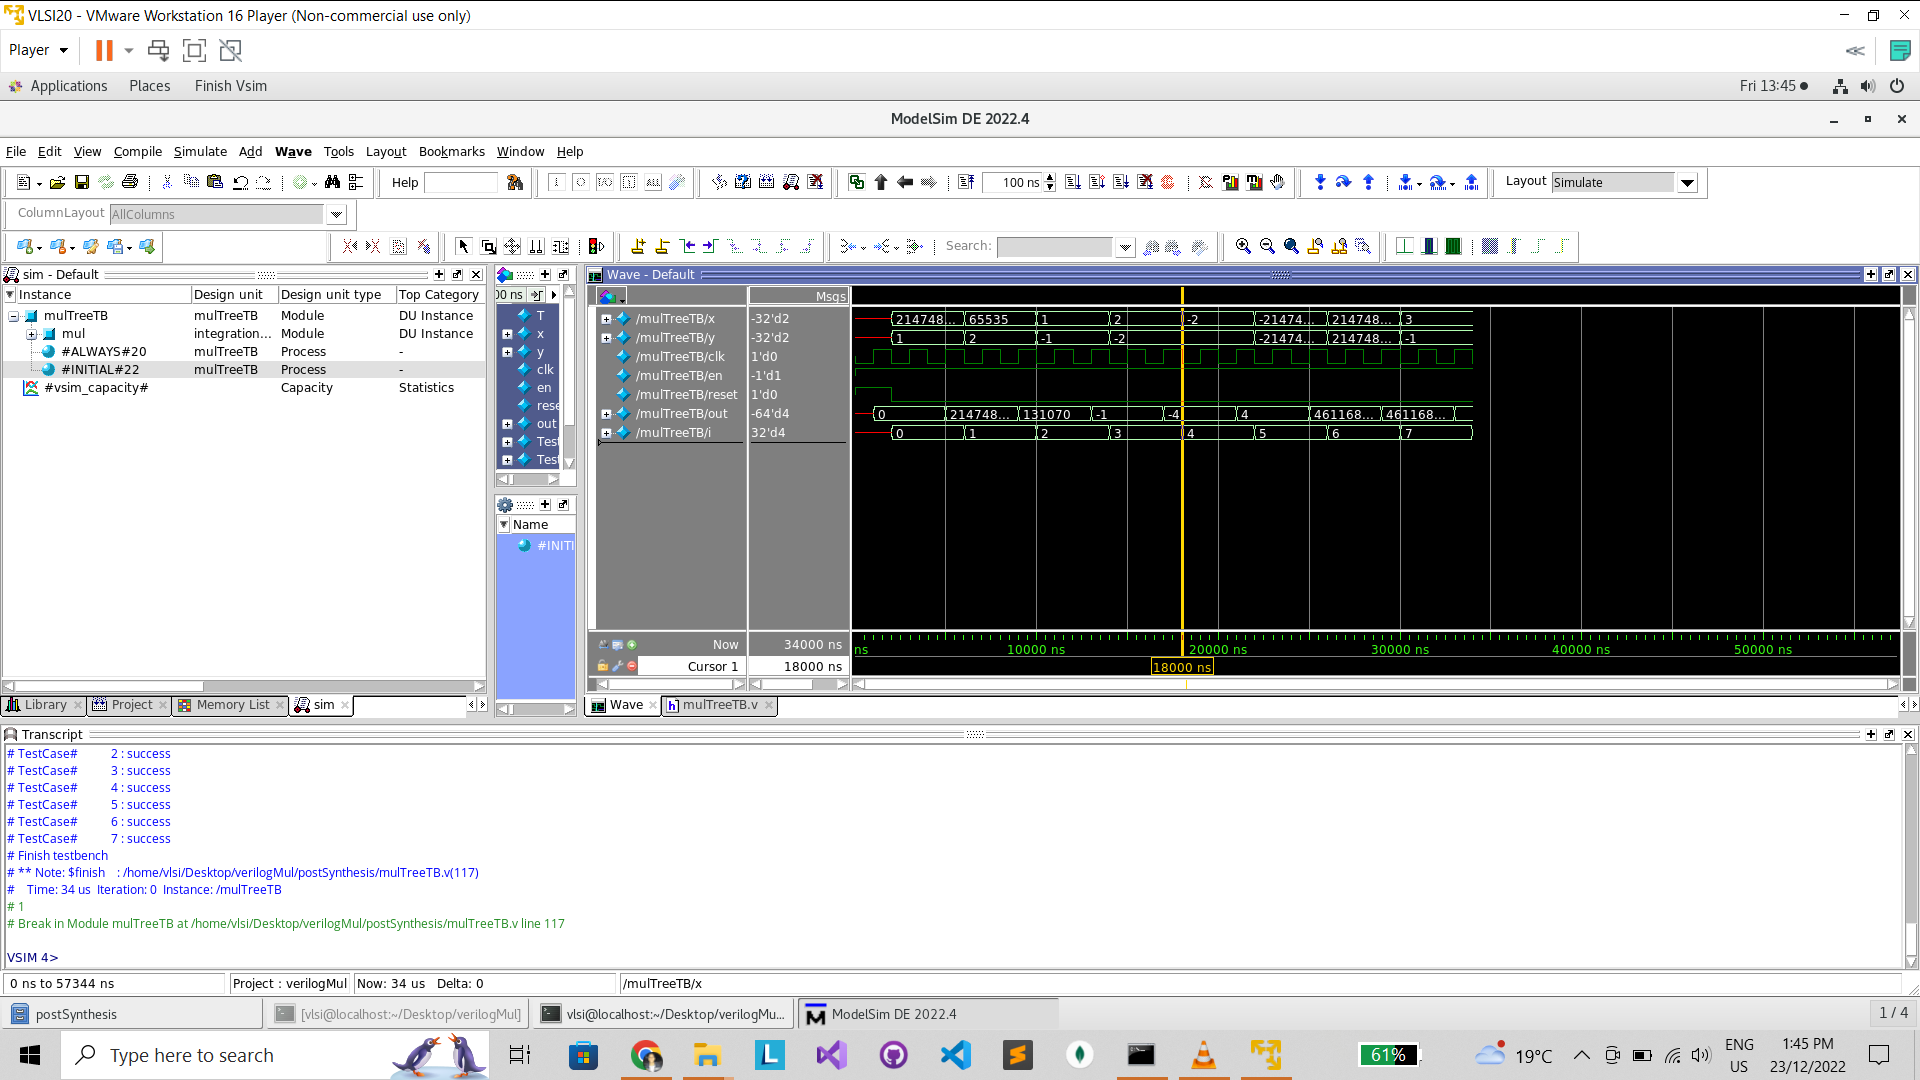 VLSI20 - VMware Workstation 16 Player (Non-commercial use only)
Player
Applications Places Finish Vsim Fri 13:45
ModelSim DE 2022.4
File Edit View Compile Simulate Add Wave Tools Layout Bookmarks Window Help
Help 100 ns Layout Simulate
ColumnLayout AllColumns
Search:
sim - Default
Instance Design unit Design unit type Top Category
mulTreeTB mulTreeTB Module DU Instance
mul integration... Module DU Instance
#ALWAYS#20 mulTreeTB Process -
#INITIAL#22 mulTreeTB Process -
#vsim_capacity# Capacity Statistics
Library Project Memory List sim
00 ns
T
x
y
clk
en
rese
out
Tes
Tes
Name
#INITI
Wave - Default
Msgs
/mulTreeTB/x -32'd2 214748... 65535 1 2 -2 -21474... 214748... 3
/mulTreeTB/y -32'd2 1 2 -1 -2 -21474... 214748... -1
/mulTreeTB/clk 1'd0
/mulTreeTB/en -1'd1
/mulTreeTB/reset 1'd0
/mulTreeTB/out -64'd4 0 214748... 131070 -1 -4 4 461168... 461168...
/mulTreeTB/i 32'd4 0 1 2 3 4 5 6 7
Now 34000 ns ns 10000 ns 20000 ns 30000 ns 40000 ns 50000 ns
Cursor 1 18000 ns 18000 ns
Wave mulTreeTB.v
Transcript
# TestCase# 2 : success
# TestCase# 3 : success
# TestCase# 4 : success
# TestCase# 5 : success
# TestCase# 6 : success
# TestCase# 7 : success
# Finish testbench
# ** Note: $finish : /home/vlsi/Desktop/verilogMul/postSynthesis/mulTreeTB.v(117)
# Time: 34 us Iteration: 0 Instance: /mulTreeTB
# 1
# Break in Module mulTreeTB at /home/vlsi/Desktop/verilogMul/postSynthesis/mulTreeTB.v line 117
VSIM 4>
0 ns to 57344 ns Project : verilogMul Now: 34 us Delta: 0 /mulTreeTB/x
postSynthesis [vlsi@localhost:~/Desktop/verilogMul] vlsi@localhost:~/Desktop/verilogMu... ModelSim DE 2022.4 1 / 4
Type here to search 61% 19°C ENG US 1:45 PM 23/12/2022